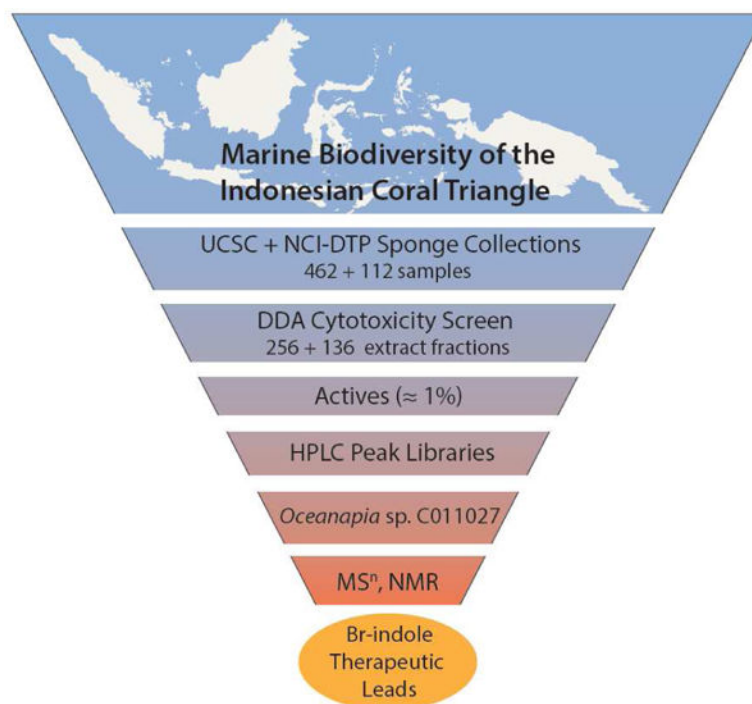 Marine Biodiversity of the
Indonesian Coral Triangle
UCSC + NCI-DTP Sponge Collections
462 + 112 samples
DDA Cytotoxicity Screen
256 + 136 extract fractions
Actives (≈ 1%)
HPLC Peak Libraries
Oceanapia sp. C011027
MSⁿ, NMR
Br-indole
Therapeutic
Leads